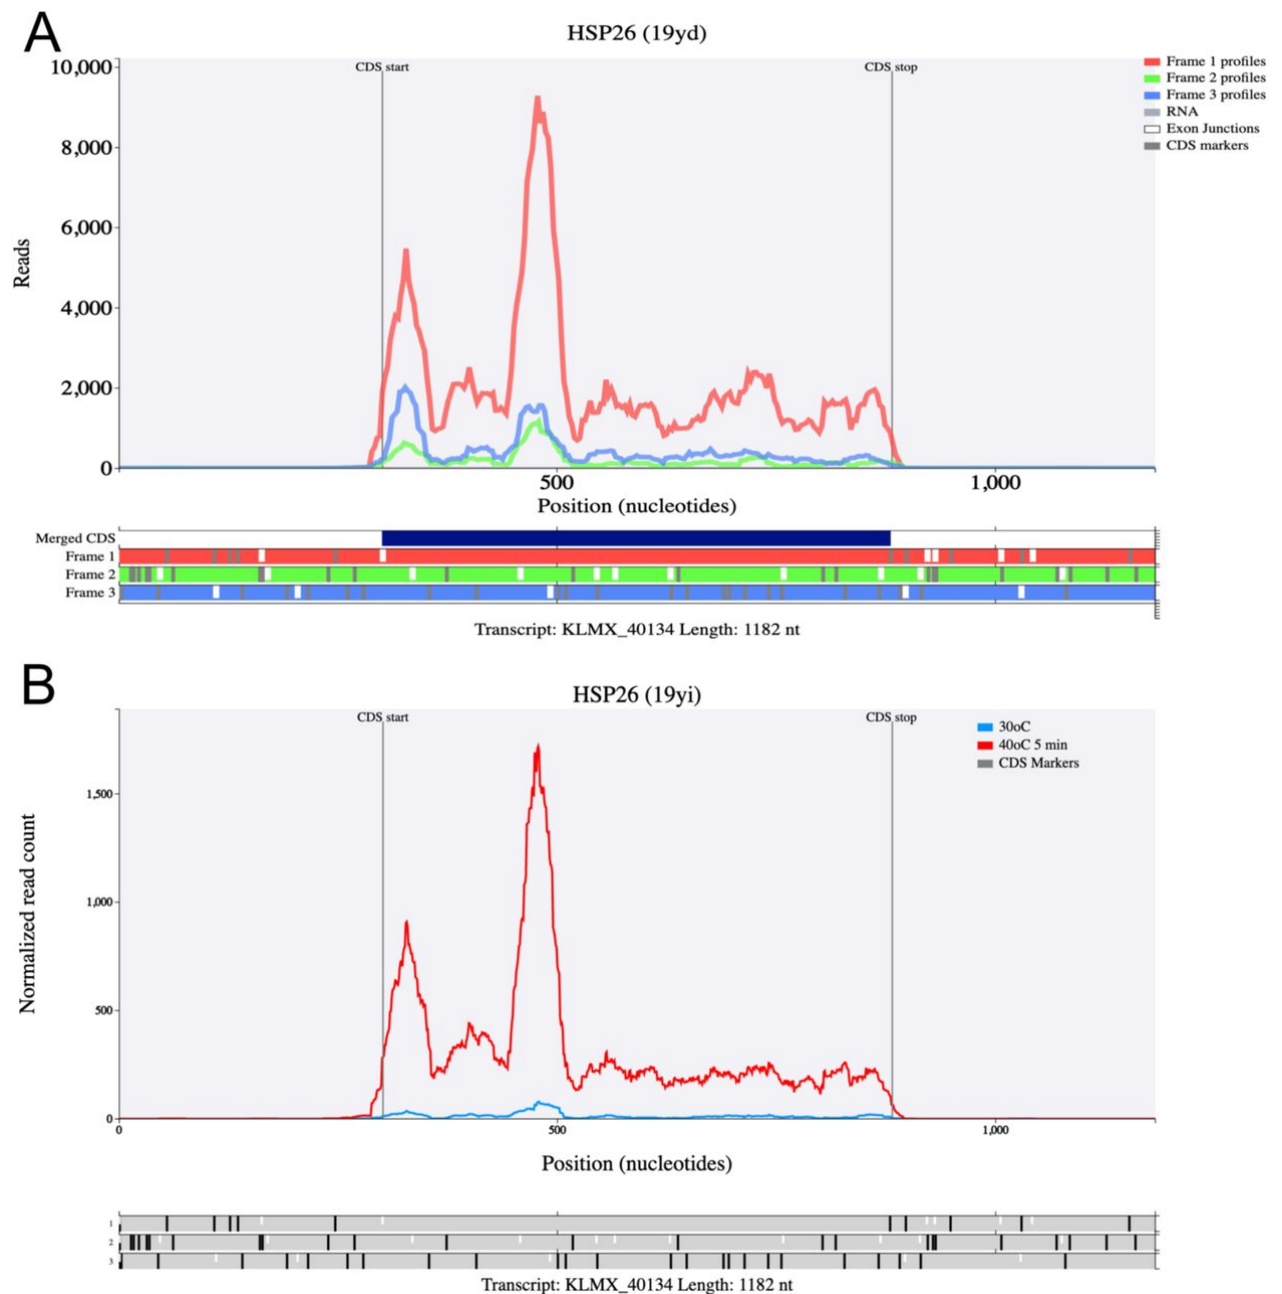 A
HSP26 (19yd)
10,000
8,000
6,000
4,000
2,000
0
Reads
CDS start
CDS stop
Frame 1 profiles
Frame 2 profiles
Frame 3 profiles
RNA
Exon Junctions
CDS markers
500
1,000
Position (nucleotides)
Merged CDS
Frame 1
Frame 2
Frame 3
Transcript: KLMX_40134 Length: 1182 nt
B
HSP26 (19yi)
CDS start
CDS stop
30oC
40oC 5 min
CDS Markers
1,500
1,000
500
0
Normalized read count
0
500
1,000
Position (nucleotides)
1
2
3
Transcript: KLMX_40134 Length: 1182 nt